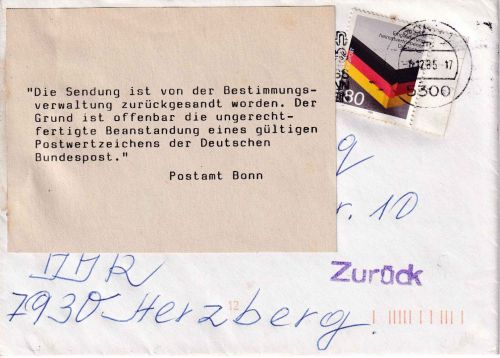 "Die Sendung ist von der Bestimmungs-
verwaltung zurückgesandt worden. Der
Grund ist offenbar die ungerecht-
fertigte Beanstandung eines gültigen
Postwertzeichens der Deutschen
Bundespost."
Postamt Bonn
80
5300
g
r. 10
DDR
Zurück
7930 Herzberg
12